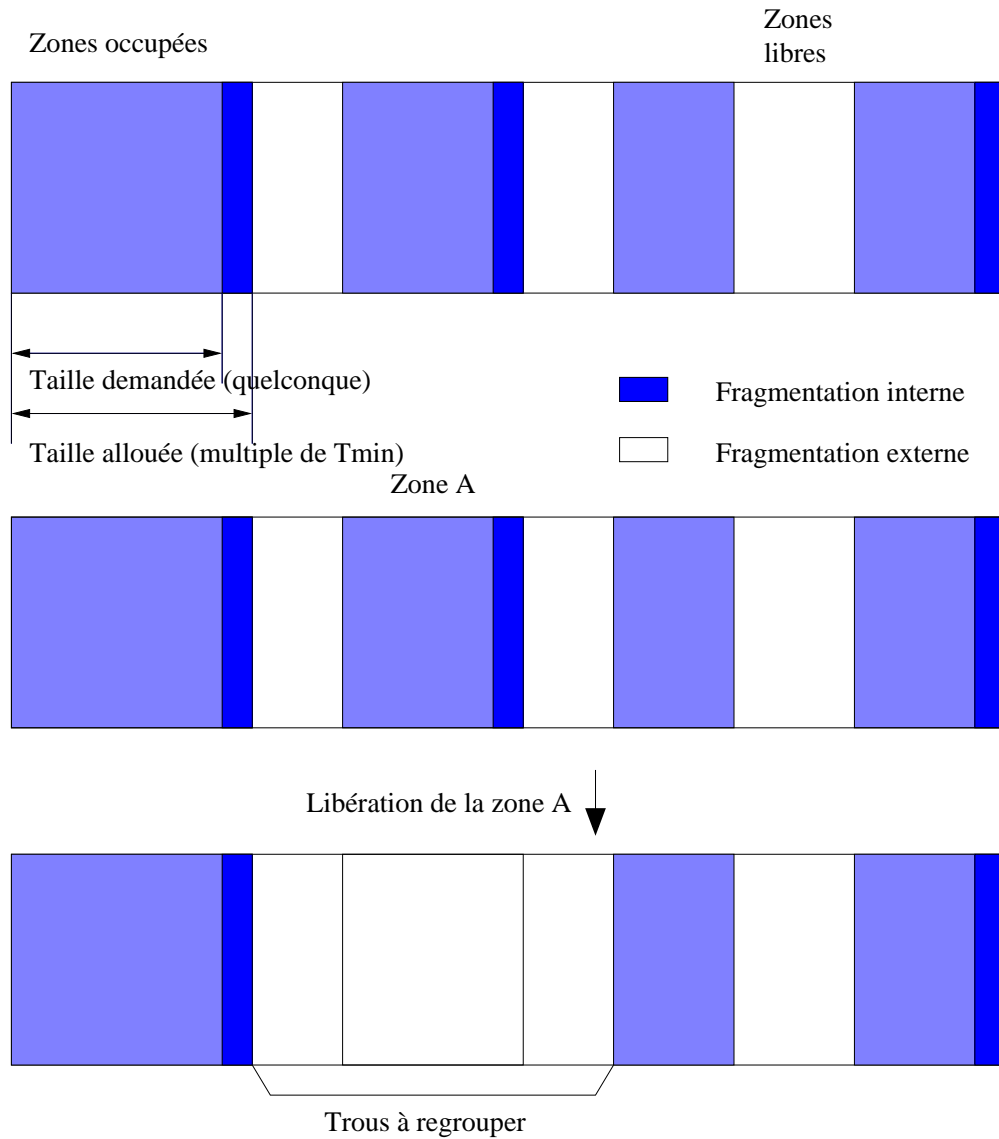 Zones occupées
Zones
libres
Taille demandée (quelconque)
Taille allouée (multiple de Tmin)
Fragmentation interne
Fragmentation externe
Zone A
Libération de la zone A
Trous à regrouper